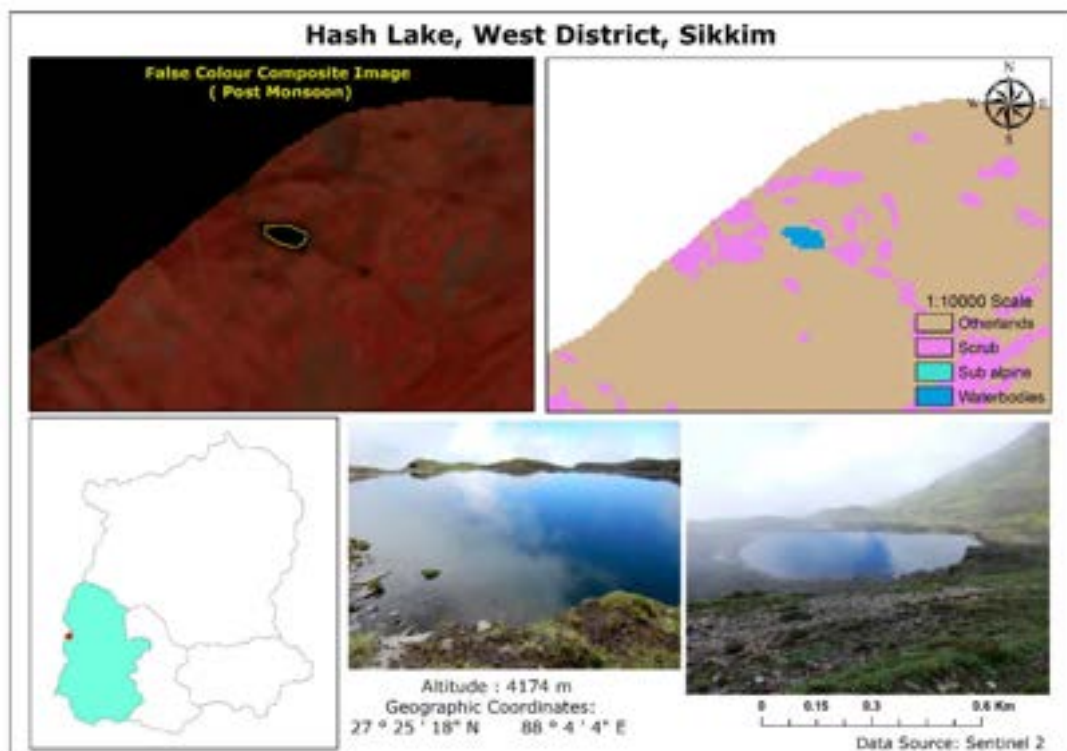 Hash Lake, West District, Sikkim
False Colour Composite Image
( Post Monsoon)
N
W
E
S
1:10000 Scale
Otherlands
Scrub
Sub alpine
Waterbodies
Altitude : 4174 m
Geographic Coordinates:
27 ° 25 ' 18" N 88 ° 4 ' 4" E
0 0.15 0.3 0.6 Km
Data Source: Sentinel 2